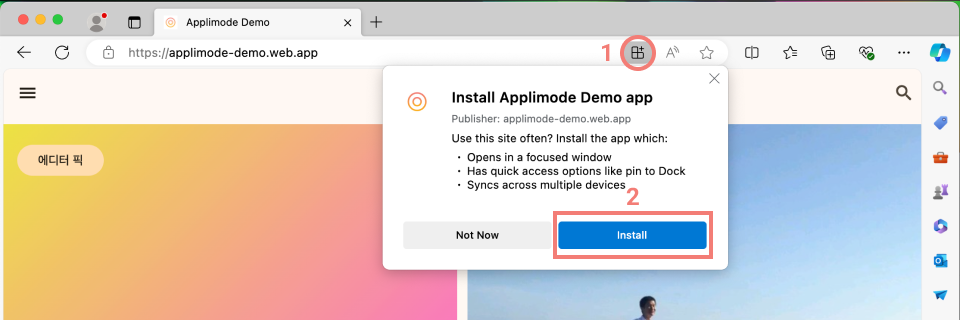 Applimode Demo
https://applimode-demo.web.app
1
Install Applimode Demo app
Publisher: applimode-demo.web.app
Use this site often? Install the app which:
• Opens in a focused window
• Has quick access options like pin to Dock
• Syncs across multiple devices
2
Not Now
Install
에디터 픽